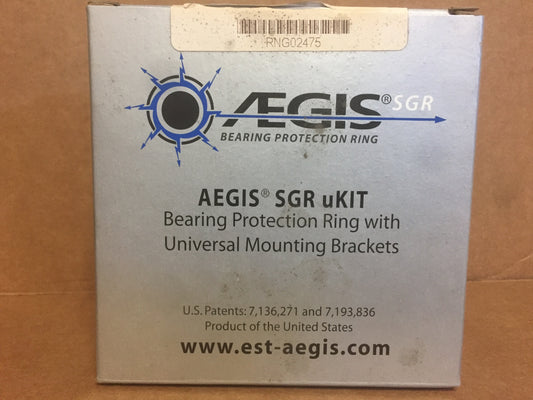 RNG02475
ÆGIS® SGR
BEARING PROTECTION RING
AEGIS® SGR uKIT
Bearing Protection Ring with
Universal Mounting Brackets
U.S. Patents: 7,136,271 and 7,193,836
Product of the United States
www.est-aegis.com